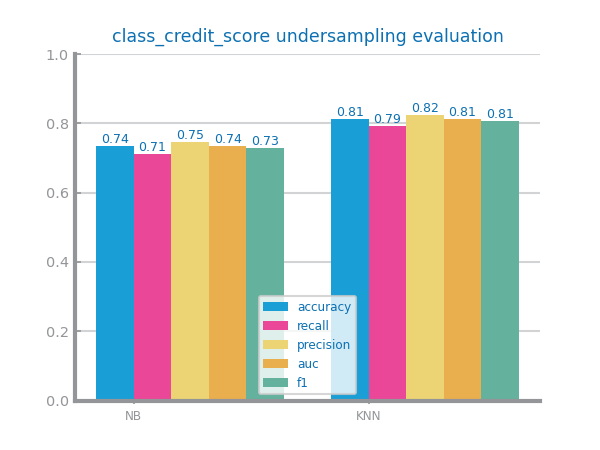 class_credit_score undersampling evaluation
1.0
0.8
0.6
0.4
0.2
0.0
0.74 0.71 0.75 0.74 0.73 0.81 0.79 0.82 0.81 0.81
accuracy
recall
precision
auc
f1
NB KNN